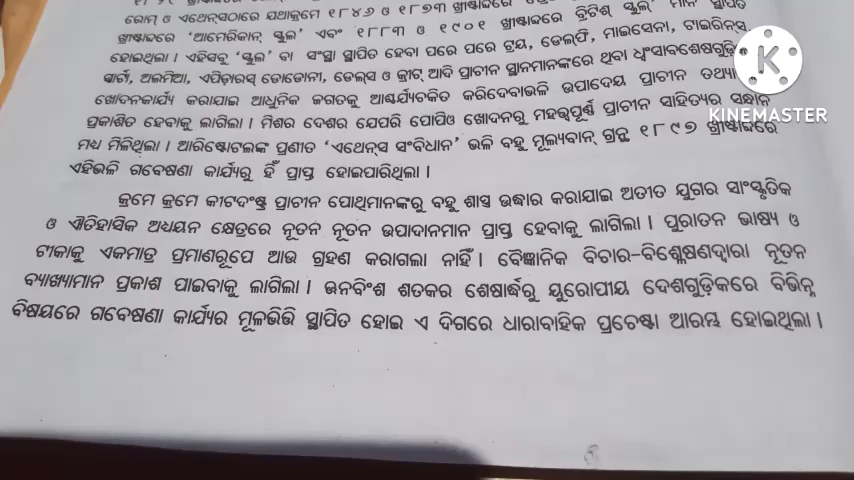 ରୋମ୍ ଓ ଏଥେନ୍‌ସଠାରେ ଯଥାକ୍ରମେ ୧୮୪୬ ଓ ୧୮୭୩ ଖ୍ରୀଷ୍ଟାବ୍ଦରେ
ଖ୍ରୀଷ୍ଟାବ୍ଦରେ 'ଆମେରିକାନ୍ ସ୍କୁଲ' ଏବଂ ୧୮୮୩ ଓ ୧୯୦୧ ଖ୍ରୀଷ୍ଟାବ୍ଦରେ ବ୍ରିଟିଶ୍ ସ୍କୁଲ୍ ମାନ ସ୍ଥାପିତ
ହୋଇଥିଲା । ଏହିସବୁ 'ସ୍କୁଲ' ବା ସଂସ୍ଥା ସ୍ଥାପିତ ହେବା ପରେ ପରେ ଟ୍ରୟ, ଡେଲ୍‌ଫି, ମାଇସେନା, ଟାଇରିନ୍‌ସ୍
ସ୍ପାର୍ଟା, ଅଲମ୍ପିଆ, ଏପିଡ଼ାରସ୍ ଡୋଡୋନା, ଡେଲ୍‌ସ ଓ କ୍ରୀଟ୍ ଆଦି ପ୍ରାଚୀନ ସ୍ଥାନମାନଙ୍କରେ ଥିବା ଧ୍ୱଂସାବଶେଷଗୁଡ଼ିକ
ଖୋଦନକାର୍ଯ୍ୟ କରାଯାଇ ଆଧୁନିକ ଜଗତକୁ ଆଶ୍ଚର୍ଯ୍ୟଚକିତ କରିଦେବାଭଳି ଉପାଦେୟ ପ୍ରାଚୀନ ତଥ୍ୟ
ପ୍ରକାଶିତ ହେବାକୁ ଲାଗିଲା । ମିଶର ଦେଶର ଯେପରି ପୋପିଓ ଖୋଦନରୁ ମହତ୍ତ୍ୱପୂର୍ଣ୍ଣ ପ୍ରାଚୀନ ସାହିତ୍ୟର ସନ୍ଧାନ
ମଧ୍ୟ ମିଳିଥିଲା । ଆରିଷ୍ଟୋଟଲଙ୍କ ପ୍ରଣୀତ 'ଏଥେନ୍‌ସ ସଂବିଧାନ' ଭଳି ବହୁ ମୂଲ୍ୟବାନ୍ ଗ୍ରନ୍ଥ ୧୮୯୭ ଖ୍ରୀଷ୍ଟାବ୍ଦରେ
ଏହିଭଳି ଗବେଷଣା କାର୍ଯ୍ୟରୁ ହିଁ ପ୍ରାପ୍ତ ହୋଇପାରିଥିଲା ।
କ୍ରମେ କ୍ରମେ କୀଟଦଂଷ୍ଟ୍ର ପ୍ରାଚୀନ ପୋଥିମାନଙ୍କରୁ ବହୁ ଶାସ୍ତ୍ର ଉଦ୍ଧାର କରାଯାଇ ଅତୀତ ଯୁଗର ସାଂସ୍କୃତିକ
ଓ ଐତିହାସିକ ଅଧ୍ୟୟନ କ୍ଷେତ୍ରରେ ନୂତନ ନୂତନ ଉପାଦାନମାନ ପ୍ରାପ୍ତ ହେବାକୁ ଲାଗିଲା । ପୁରାତନ ଭାଷ୍ୟ ଓ
ଟୀକାକୁ ଏକମାତ୍ର ପ୍ରମାଣରୂପେ ଆଉ ଗ୍ରହଣ କରାଗଲା ନାହିଁ । ବୈଜ୍ଞାନିକ ବିଚାର-ବିଶ୍ଳେଷଣଦ୍ୱାରା ନୂତନ
ବ୍ୟାଖ୍ୟାମାନ ପ୍ରକାଶ ପାଇବାକୁ ଲାଗିଲା । ଊନବିଂଶ ଶତକର ଶେଷାର୍ଦ୍ଧରୁ ୟୁରୋପୀୟ ଦେଶଗୁଡ଼ିକରେ ବିଭିନ୍ନ
ବିଷୟରେ ଗବେଷଣା କାର୍ଯ୍ୟର ମୂଳଭିତ୍ତି ସ୍ଥାପିତ ହୋଇ ଏ ଦିଗରେ ଧାରାବାହିକ ପ୍ରଚେଷ୍ଟା ଆରମ୍ଭ ହୋଇଥିଲା ।
K
KINEMASTER